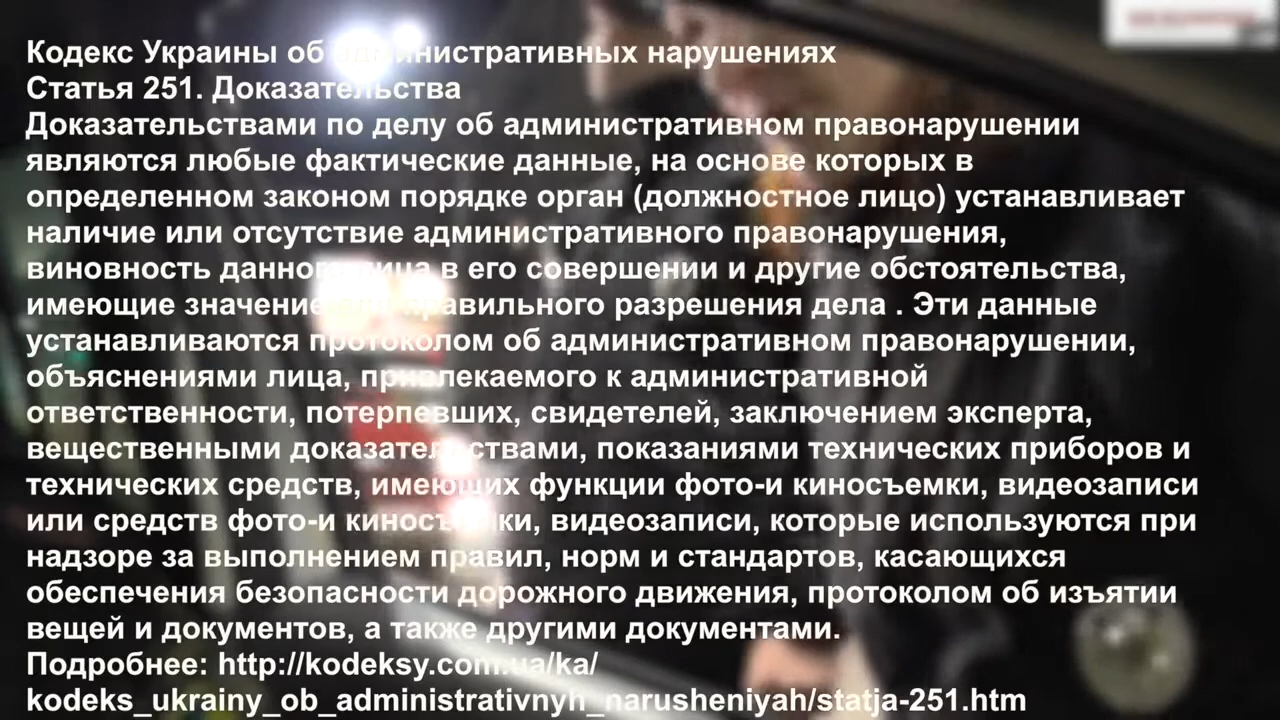 Кодекс Украины об административных нарушениях
Статья 251. Доказательства
Доказательствами по делу об административном правонарушении
являются любые фактические данные, на основе которых в
определенном законом порядке орган (должностное лицо) устанавливает
наличие или отсутствие административного правонарушения,
виновность данного лица в его совершении и другие обстоятельства,
имеющие значение для правильного разрешения дела . Эти данные
устанавливаются протоколом об административном правонарушении,
объяснениями лица, привлекаемого к административной
ответственности, потерпевших, свидетелей, заключением эксперта,
вещественными доказательствами, показаниями технических приборов и
технических средств, имеющих функции фото-и киносъемки, видеозаписи
или средств фото-и киносъемки, видеозаписи, которые используются при
надзоре за выполнением правил, норм и стандартов, касающихся
обеспечения безопасности дорожного движения, протоколом об изъятии
вещей и документов, а также другими документами.
Подробнее: http://kodeksy.com.ua/ka/
kodeks_ukrainy_ob_administrativnyh_narusheniyah/statja-251.htm